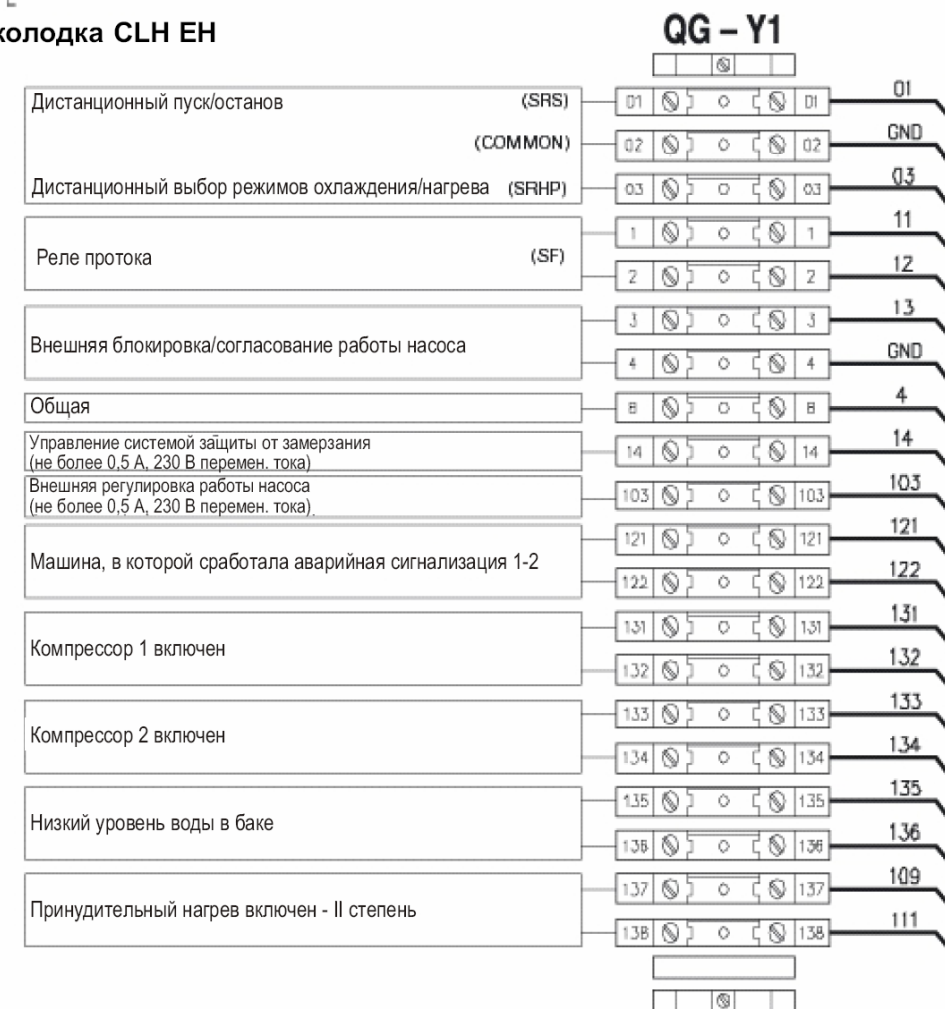 колодка CLH EH
QG – Y1
Дистанционный пуск/останов (SRS) 01 01 01
(COMMON) 02 02 GND
Дистанционный выбор режимов охлаждения/нагрева (SRHP) 03 03 03
1 1 11
Реле протока (SF)
2 2 12
3 3 13
Внешняя блокировка/согласование работы насоса
4 4 GND
Общая 8 8 4
Управление системой защиты от замерзания
(не более 0,5 А, 230 В перемен. тока) 14 14 14
Внешняя регулировка работы насоса
(не более 0,5 А, 230 В перемен. тока) 103 103 103
121 121 121
Машина, в которой сработала аварийная сигнализация 1-2
122 122 122
131 131 131
Компрессор 1 включен
132 132 132
133 133 133
Компрессор 2 включен
134 134 134
135 135 135
Низкий уровень воды в баке
136 136 136
137 137 109
Принудительный нагрев включен - II степень
138 138 111